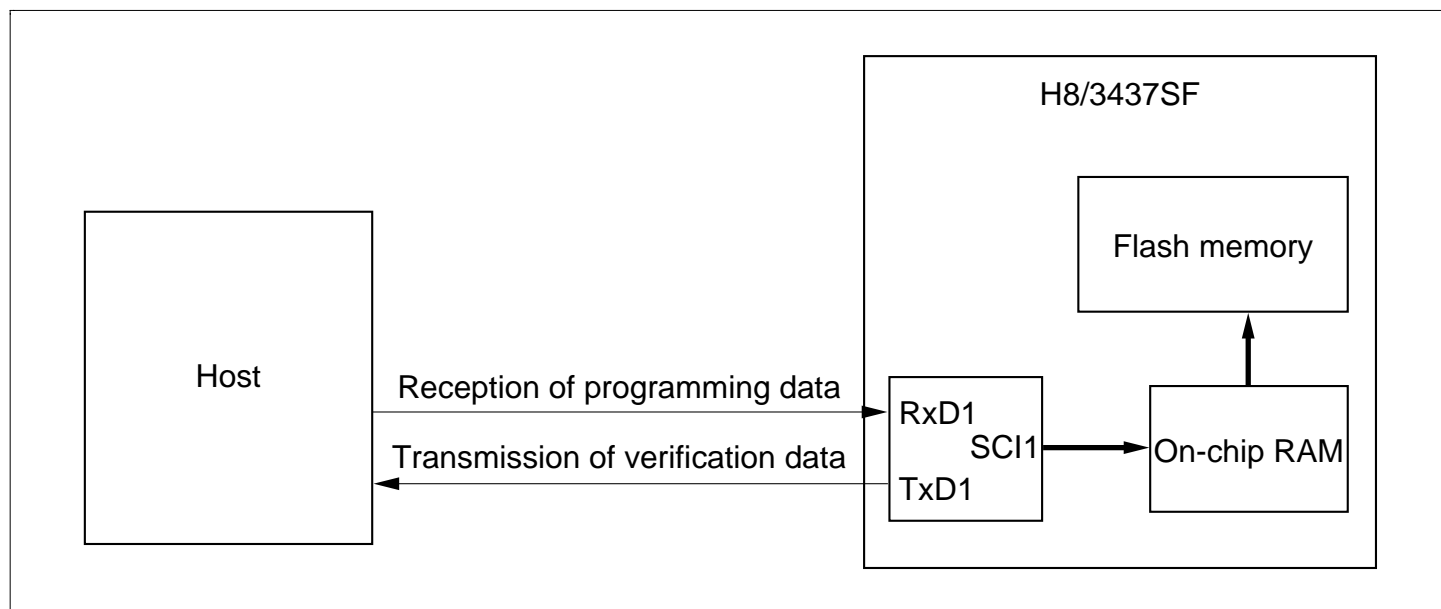 H8/3437SF
Flash memory
Host
Reception of programming data
RxD1
SCI1
On-chip RAM
Transmission of verification data
TxD1